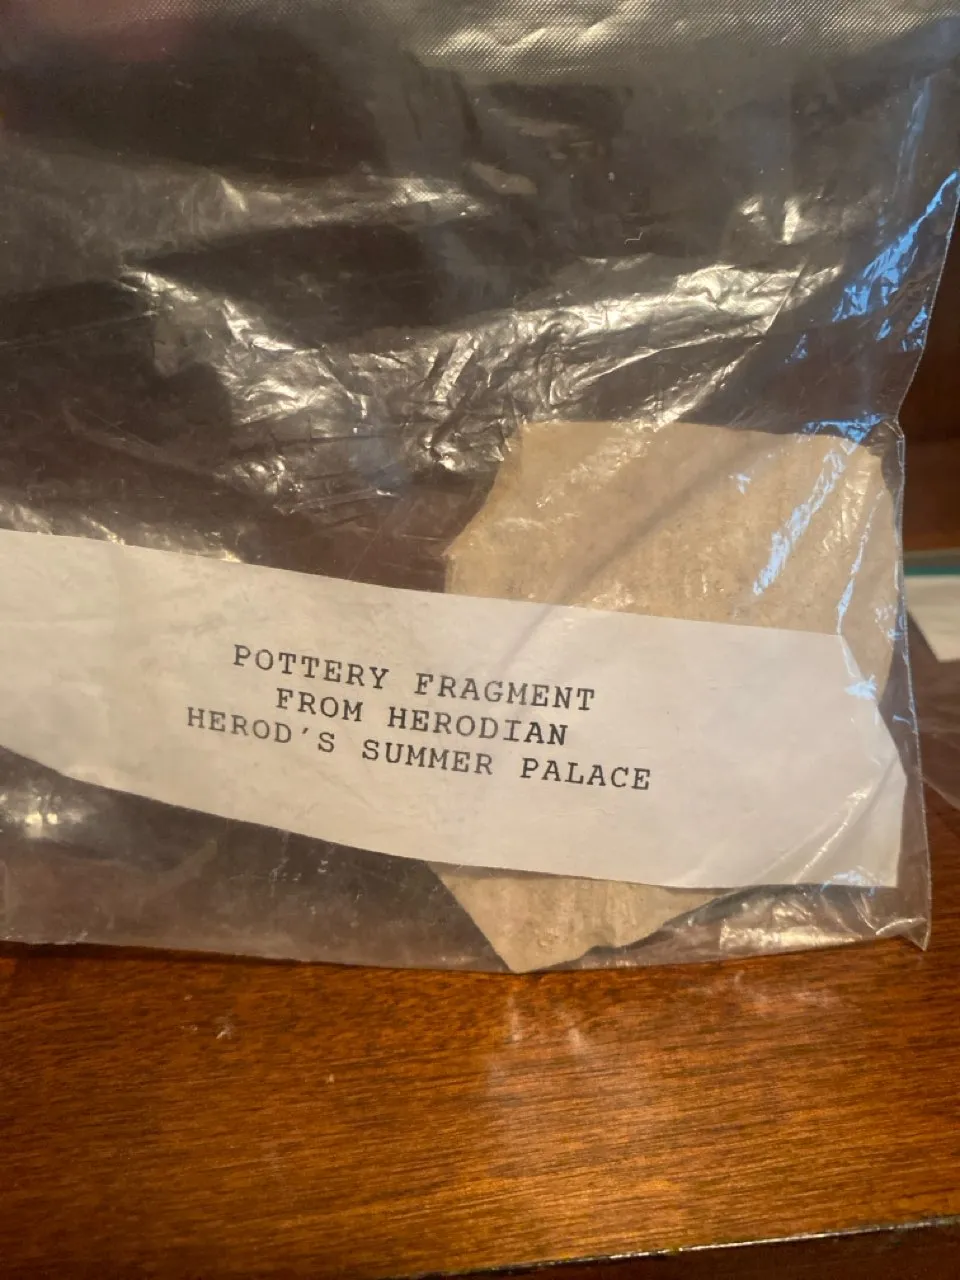 POTTERY FRAGMENT
FROM HERODIAN
HEROD'S SUMMER PALACE